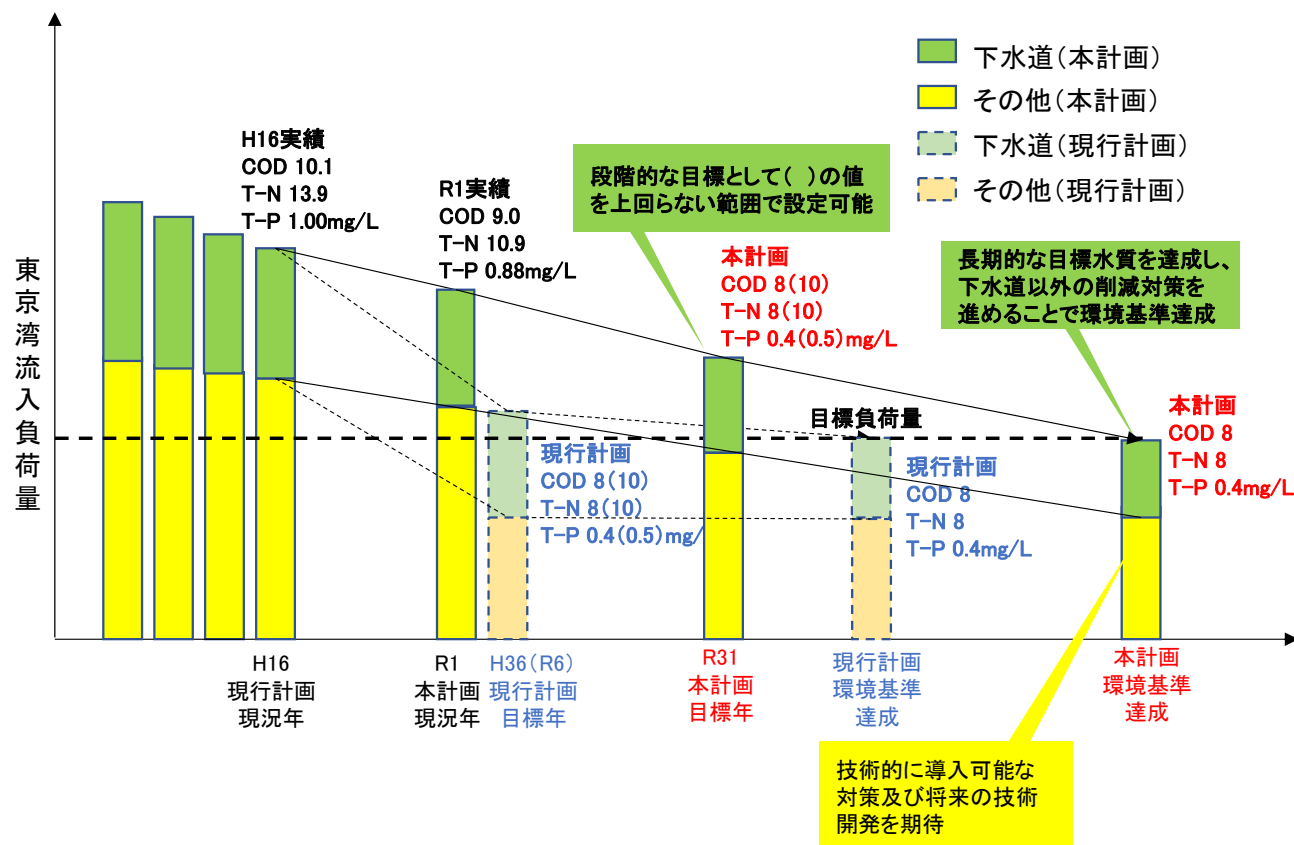 下水道(本計画)
その他(本計画)
下水道(現行計画)
その他(現行計画)
H16実績
COD 10.1
T-N 13.9
T-P 1.00mg/L
R1実績
COD 9.0
T-N 10.9
T-P 0.88mg/L
段階的な目標として( )の値
を上回らない範囲で設定可能
本計画
COD 8(10)
T-N 8(10)
T-P 0.4(0.5)mg/L
長期的な目標水質を達成し、
下水道以外の削減対策を
進めることで環境基準達成
東京湾流入負荷量
目標負荷量
現行計画
COD 8(10)
T-N 8(10)
T-P 0.4(0.5)mg/
現行計画
COD 8
T-N 8
T-P 0.4mg/L
本計画
COD 8
T-N 8
T-P 0.4mg/L
H16
現行計画
現況年
R1
本計画
現況年
H36(R6)
現行計画
目標年
R31
本計画
目標年
現行計画
環境基準
達成
本計画
環境基準
達成
技術的に導入可能な
対策及び将来の技術
開発を期待